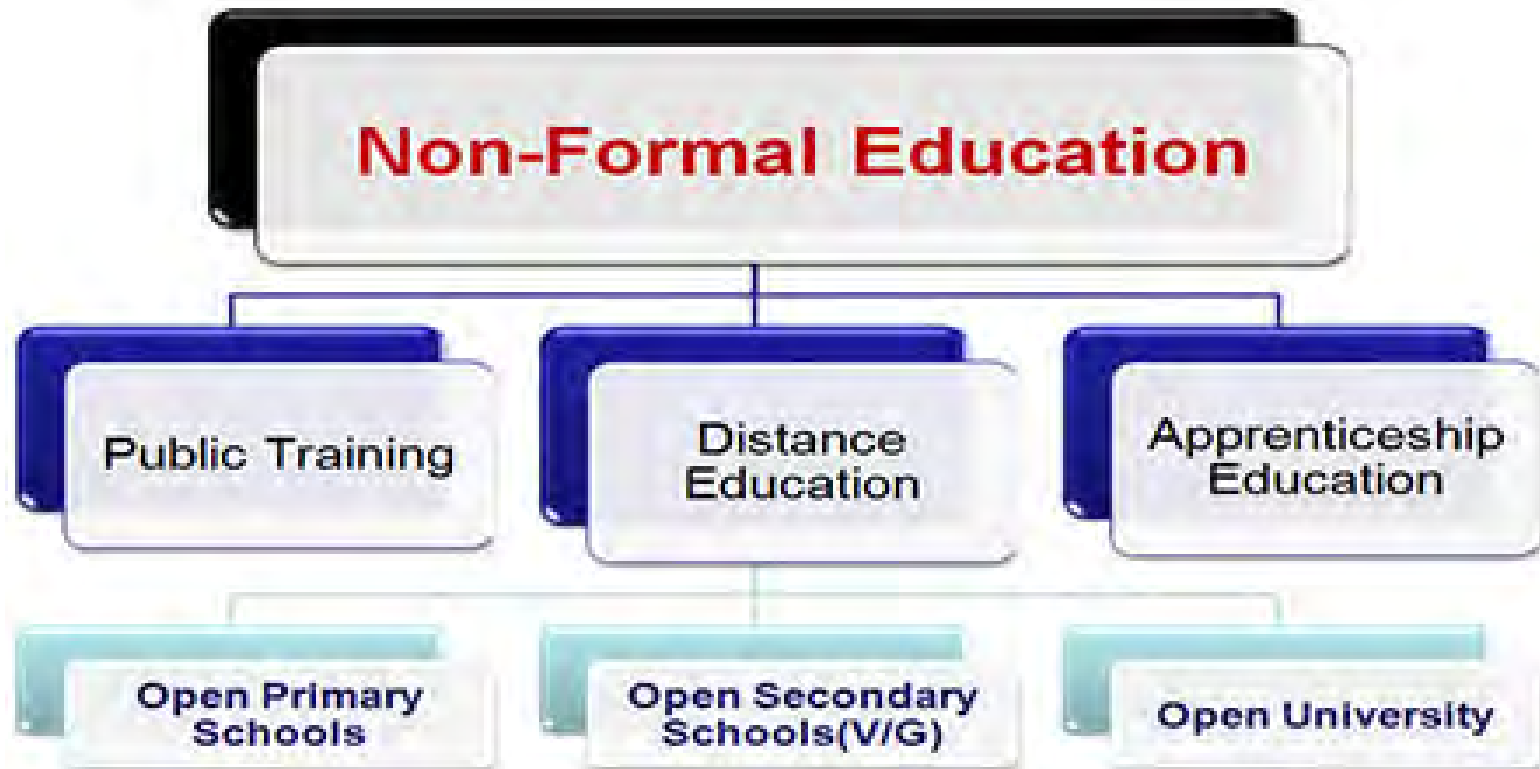 Non-Formal Education
Public Training
Distance
Education
Apprenticeship
Education
Open Primary
Schools
Open Secondary
Schools(V/G)
Open University